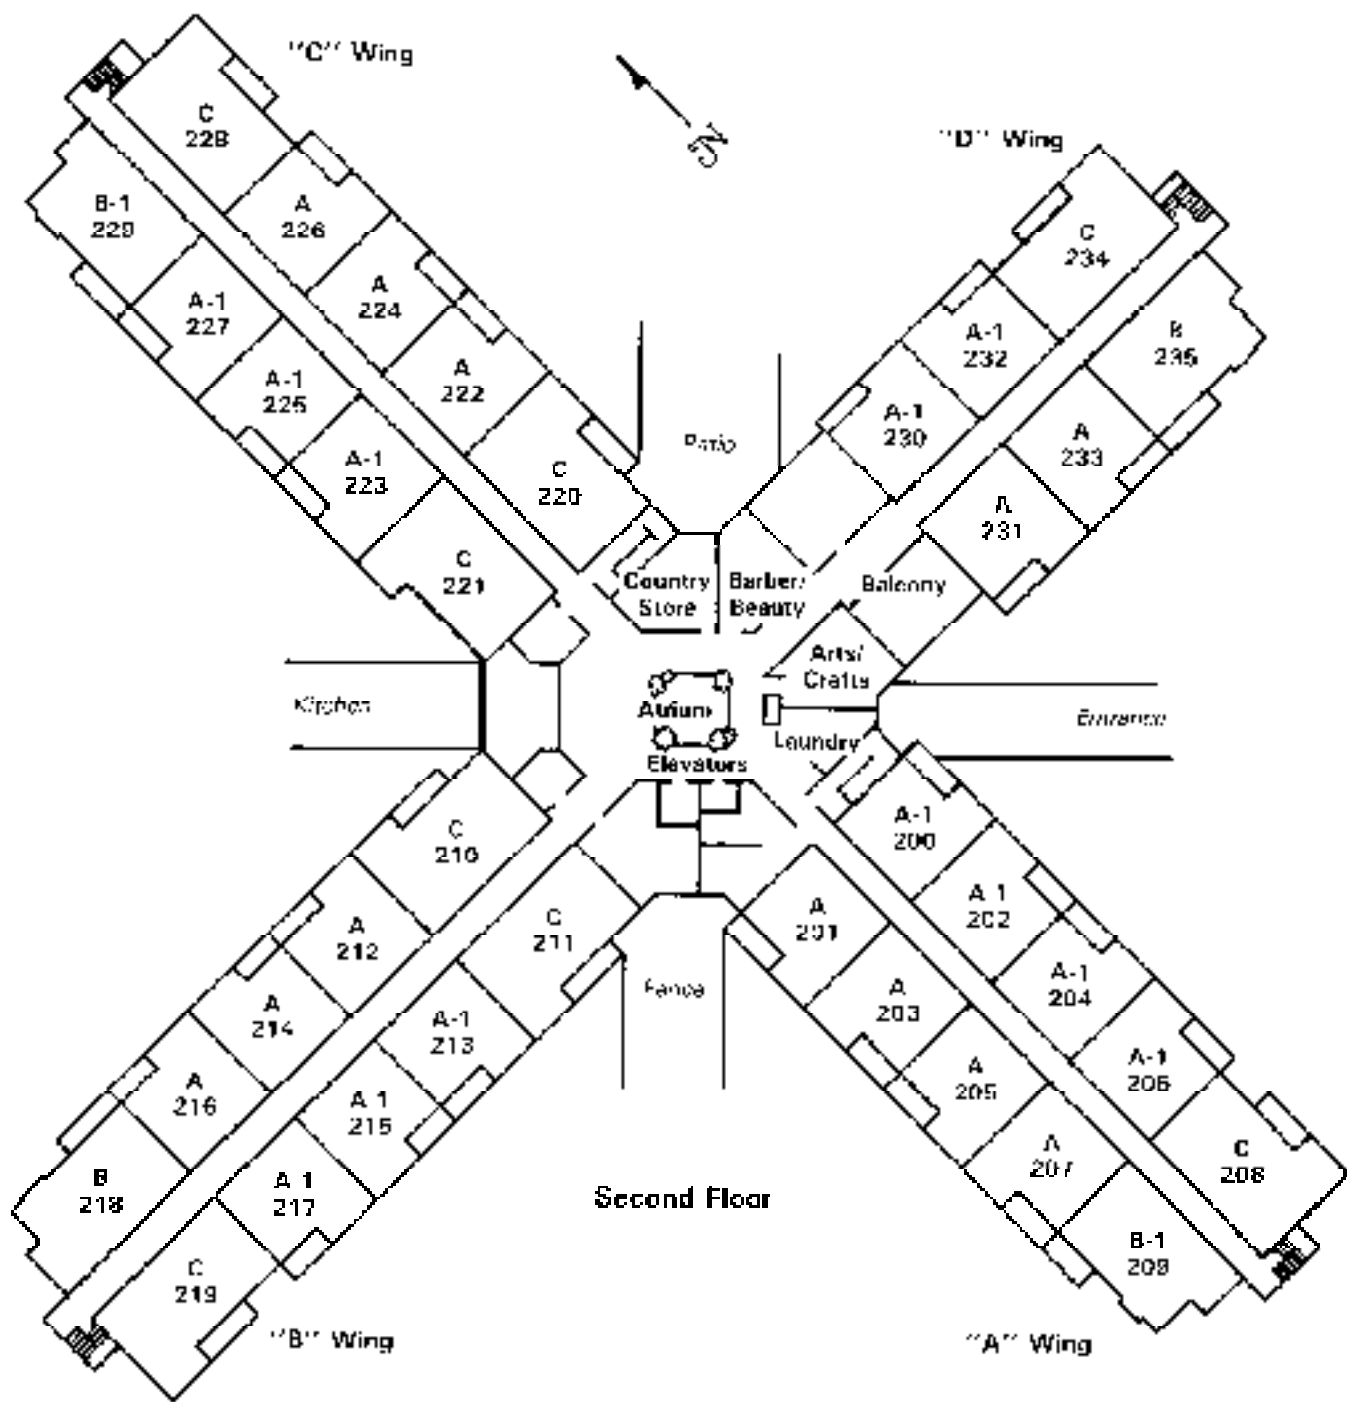 "C" Wing
N
"D" Wing
C
228
A
226
A
224
A
222
C
220
B-1
229
A-1
227
A-1
225
A-1
223
C
221
C
234
A-1
232
A-1
230
B
235
A
233
A
231
Patio
Country
Store
Barber/
Beauty
Balcony
Arts/
Crafts
Kitchen
Atrium
Entrance
Laundry
Elevators
C
210
A
212
A
214
A
216
B
218
C
211
A-1
213
A 1
215
A 1
217
C
219
A-1
200
A 1
202
A-1
204
A-1
206
C
208
A
201
A
203
A
205
A
207
B-1
209
Second Floor
"B" Wing
"A" Wing